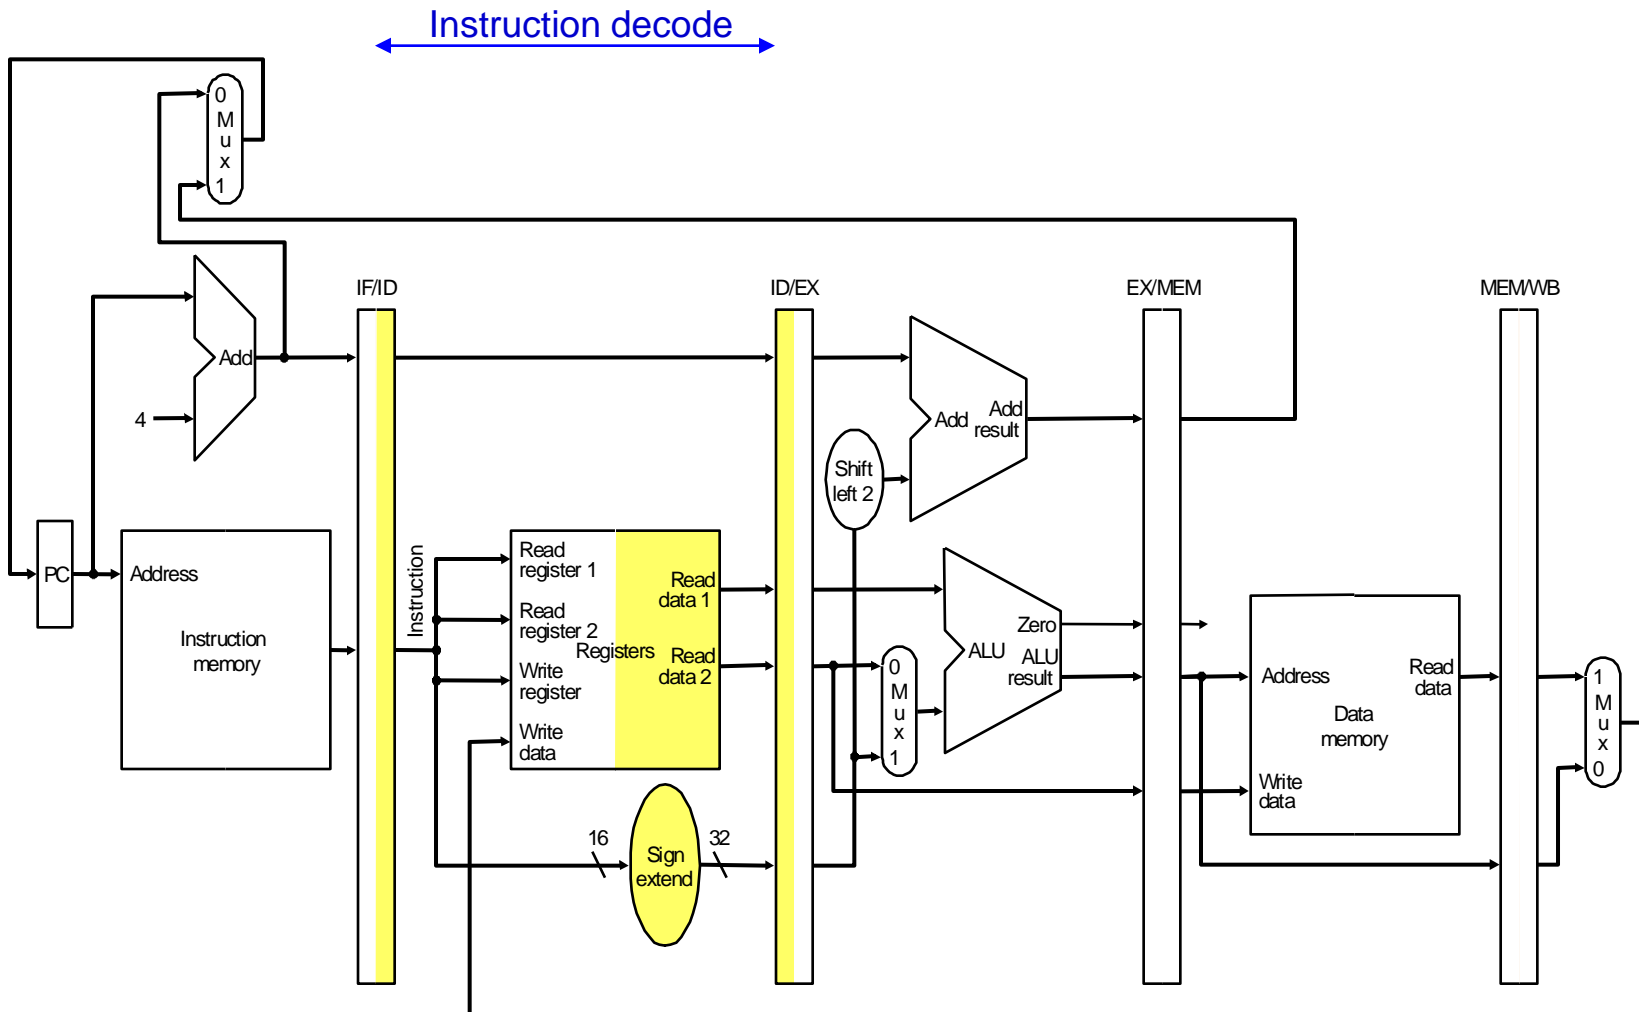 Instruction decode
0
M
u
x
1
IF/ID
ID/EX
EX/MEM
MEM/WB
Add
4
Add
Add
result
Shift
left 2
PC
Address
Instruction
memory
Instruction
Read
register 1
Read
register 2
Write
register
Write
data
Registers
Read
data 1
Read
data 2
16
Sign
extend
32
0
M
u
x
1
ALU
Zero
ALU
result
Address
Read
data
Data
memory
Write
data
1
M
u
x
0